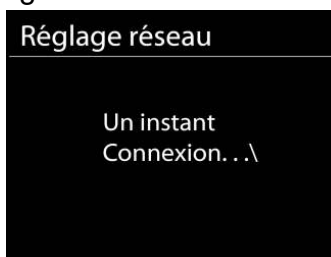 Réglage réseau
Un instant
Connexion. . .\